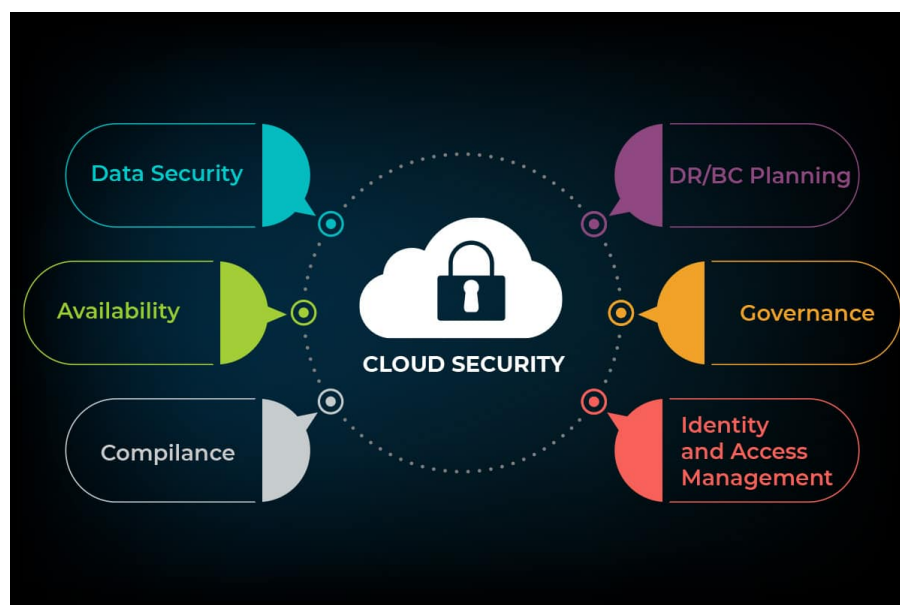 Data Security
DR/BC Planning
Availability
Governance
CLOUD SECURITY
Compilance
Identity
and Access
Management